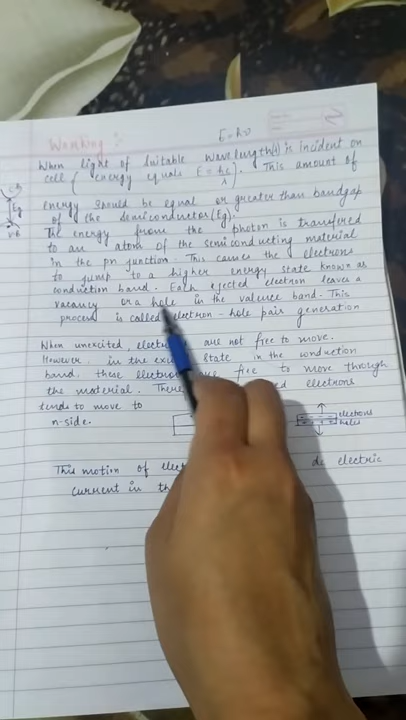 E=hν
Working :-
When light of suitable wavelength(λ) is incident on
cell ( energy equals E = hc/λ ). This amount of
energy should be equal or greater than bandgap
of the semiconductor (Eg).
The energy from the photon is transfered
to an atom of the semiconducting material
in the pn junction. This causes the electrons
to jump to a higher energy state known as
conduction band. Each ejected electron leaves a
vacancy or a hole in the valence band. This
process is called electron-hole pair generation
When unexcited, are not free to move.
However in the state in the conduction
band. these free to move through
the material. electrons
tends to move to
n-side.
electrons
holes
Eg
This motion of dc electric
current in